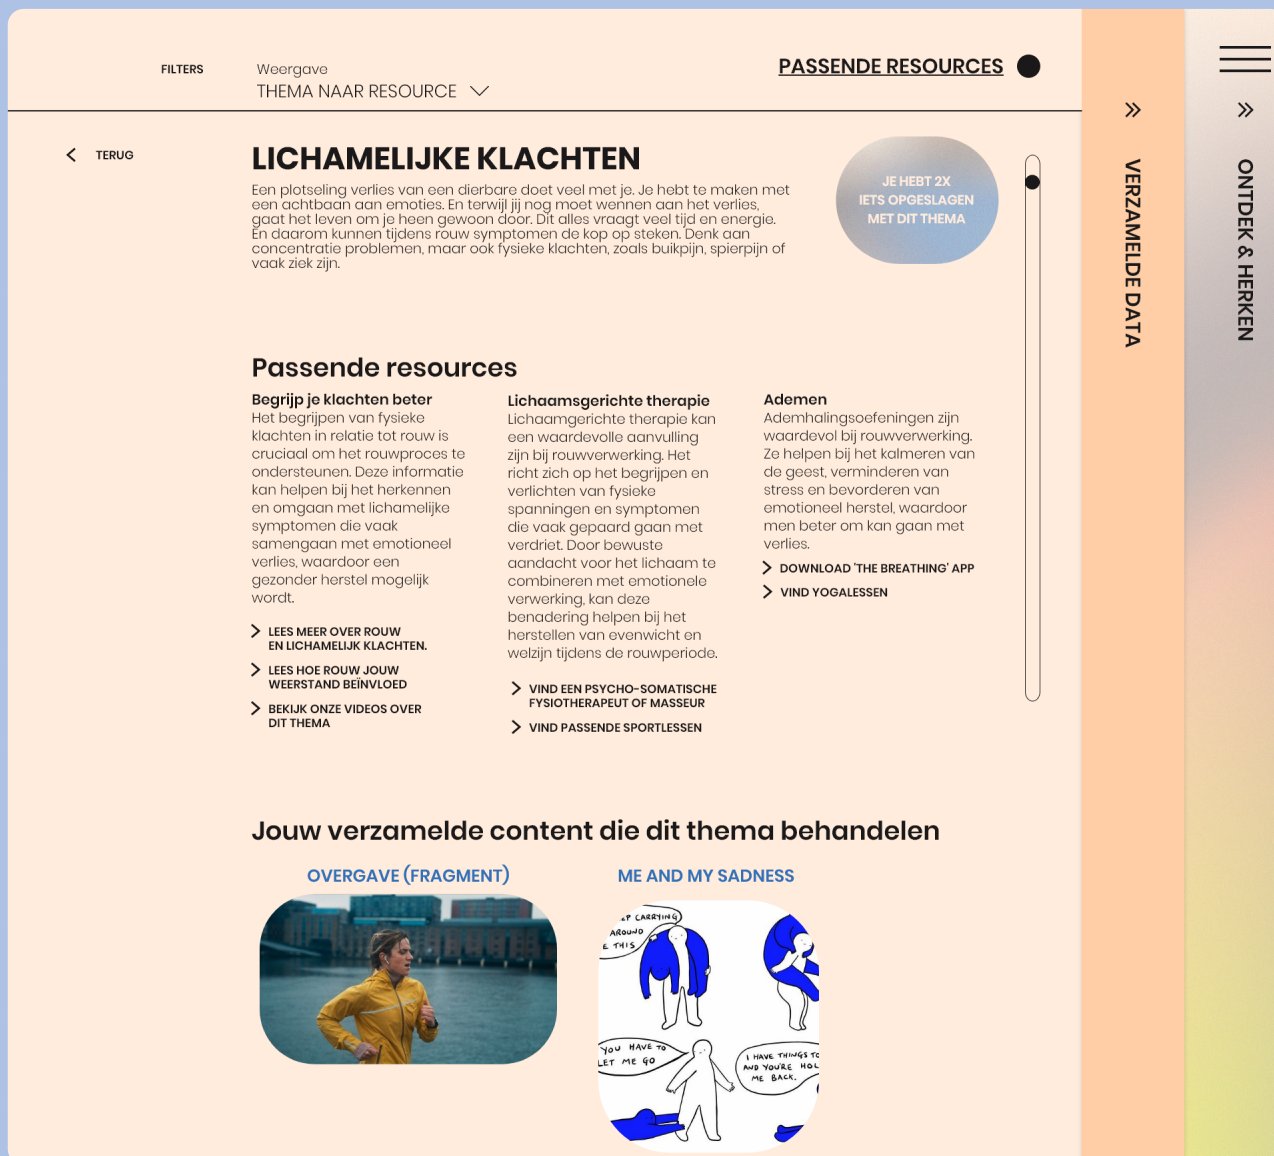 FILTERS
Weergave
THEMA NAAR RESOURCE
PASSENDE RESOURCES
TERUG
LICHAMELIJKE KLACHTEN
Een plotseling verlies van een dierbare doet veel met je. Je hebt te maken met
een achtbaan aan emoties. En terwijl jij nog moet wennen aan het verlies,
gaat het leven om je heen gewoon door. Dit alles vraagt veel tijd en energie.
En daarom kunnen tijdens rouw symptomen de kop op steken. Denk aan
concentratie problemen, maar ook fysieke klachten, zoals buikpijn, spierpijn of
vaak ziek zijn.
JE HEBT 2X
IETS OPGESLAGEN
MET DIT THEMA
Passende resources
Begrijp je klachten beter
Het begrijpen van fysieke
klachten in relatie tot rouw is
cruciaal om het rouwproces te
ondersteunen. Deze informatie
kan helpen bij het herkennen
en omgaan met lichamelijke
symptomen die vaak
samengaan met emotioneel
verlies, waardoor een
gezonder herstel mogelijk
wordt.
LEES MEER OVER ROUW
EN LICHAMELIJK KLACHTEN.
LEES HOE ROUW JOUW
WEERSTAND BEÏNVLOED
BEKIJK ONZE VIDEOS OVER
DIT THEMA
Lichaamsgerichte therapie
Lichaamgerichte therapie kan
een waardevolle aanvulling
zijn bij rouwverwerking. Het
richt zich op het begrijpen en
verlichten van fysieke
spanningen en symptomen
die vaak gepaard gaan met
verdriet. Door bewuste
aandacht voor het lichaam te
combineren met emotionele
verwerking, kan deze
benadering helpen bij het
herstellen van evenwicht en
welzijn tijdens de rouwperiode.
VIND EEN PSYCHO-SOMATISCHE
FYSIOTHERAPEUT OF MASSEUR
VIND PASSENDE SPORTLESSEN
Ademen
Ademhalingsoefeningen zijn
waardevol bij rouwverwerking.
Ze helpen bij het kalmeren van
de geest, verminderen van
stress en bevorderen van
emotioneel herstel, waardoor
men beter om kan gaan met
verlies.
DOWNLOAD 'THE BREATHING' APP
VIND YOGALESSEN
Jouw verzamelde content die dit thema behandelen
OVERGAVE (FRAGMENT)
ME AND MY SADNESS
EP CARRYING
AROUND
E THIS
YOU HAVE TO
LET ME GO
I HAVE THINGS TO
AND YOU'RE HOL
ME BACK.
VERZAMELDE DATA
ONTDEK & HERKEN